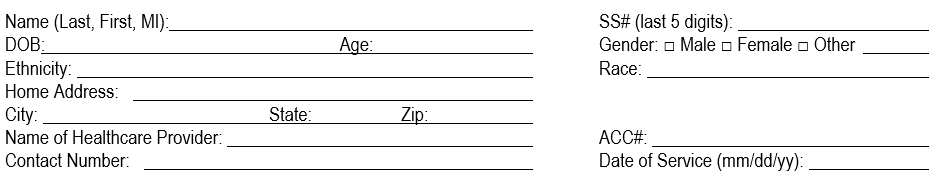 Name (Last, First, MI): SS# (last 5 digits):
DOB: Age: Gender: □ Male □ Female □ Other
Ethnicity: Race:
Home Address:
City: State: Zip:
Name of Healthcare Provider: ACC#:
Contact Number: Date of Service (mm/dd/yy):